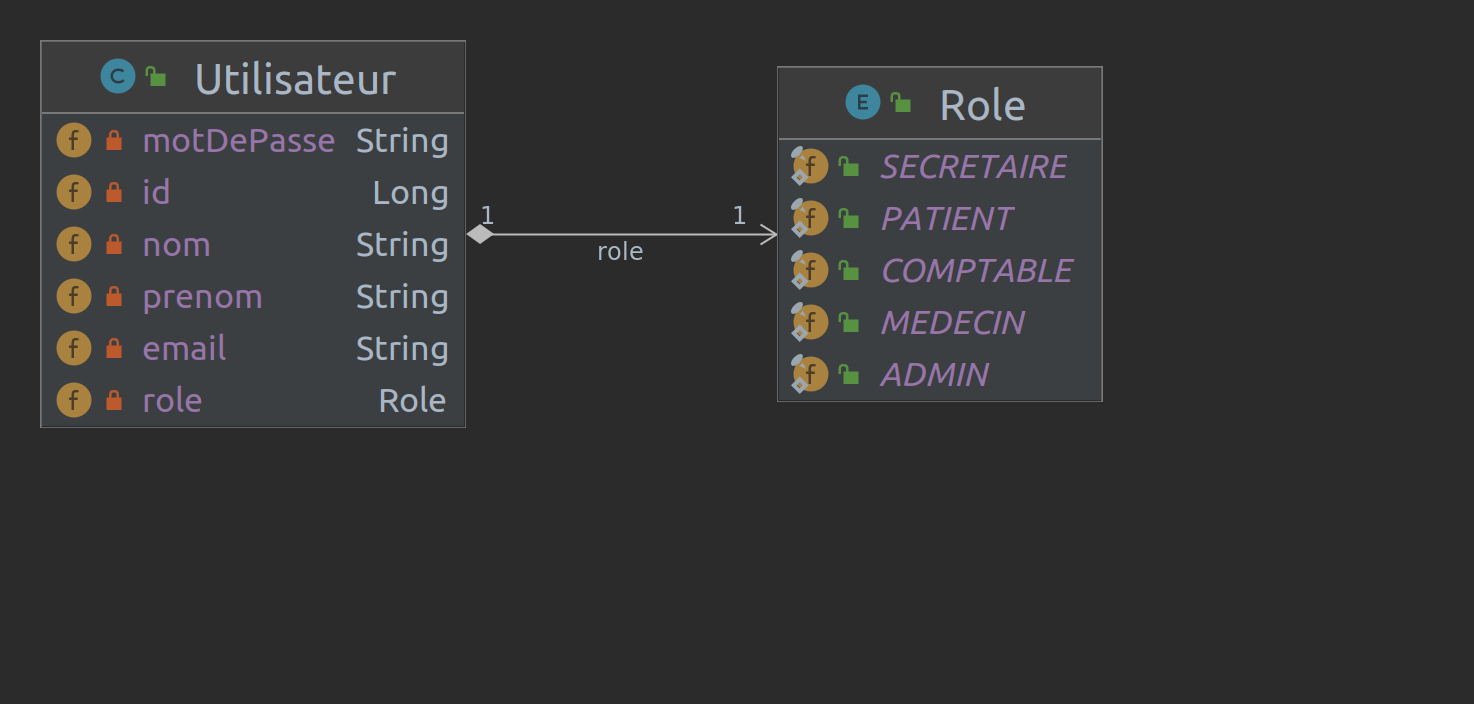 C Utilisateur
f motDePasse String
f id Long
f nom String
f prenom String
f email String
f role Role
1 1
role
E Role
f SECRETAIRE
f PATIENT
f COMPTABLE
f MEDECIN
f ADMIN